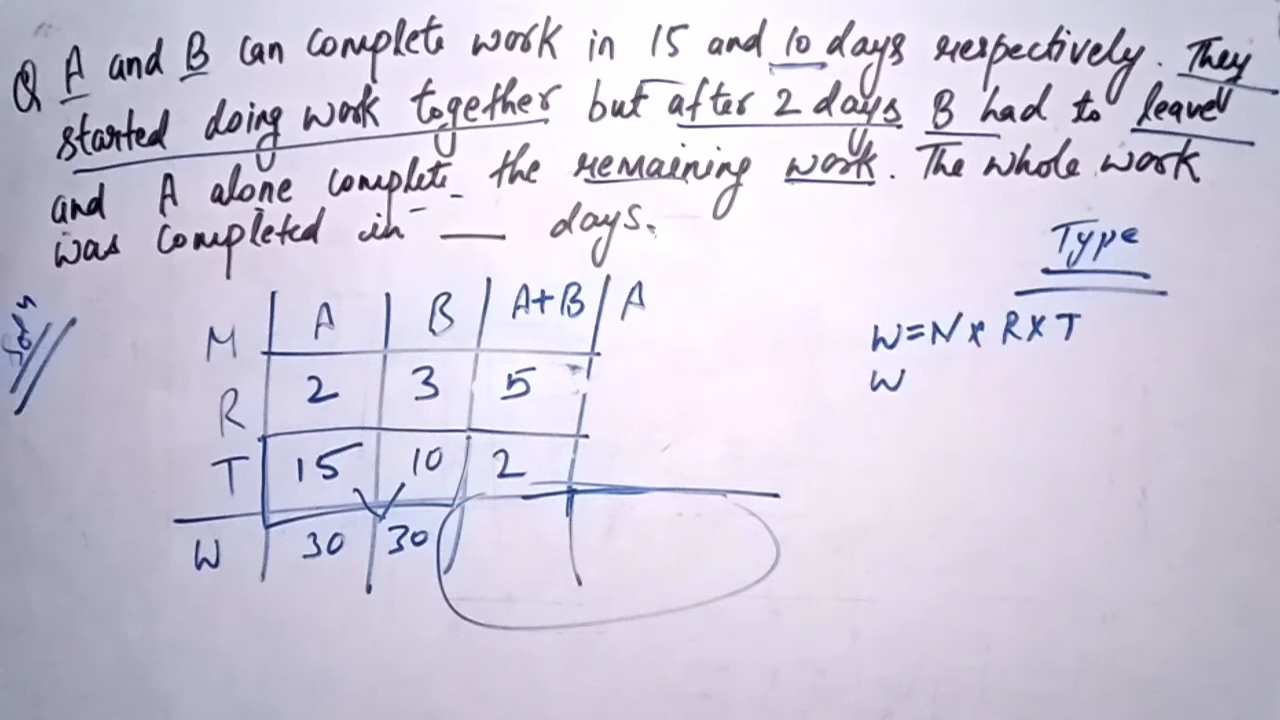 Q A and B can complete work in 15 and 10 days respectively. They
started doing work together but after 2 days B had to leave
and A alone complete the remaining work. The whole work
was completed in __ days.
Type
Soln
M A B A+B A
R 2 3 5
T 15 10 2
W 30 30
W=N x R x T
W